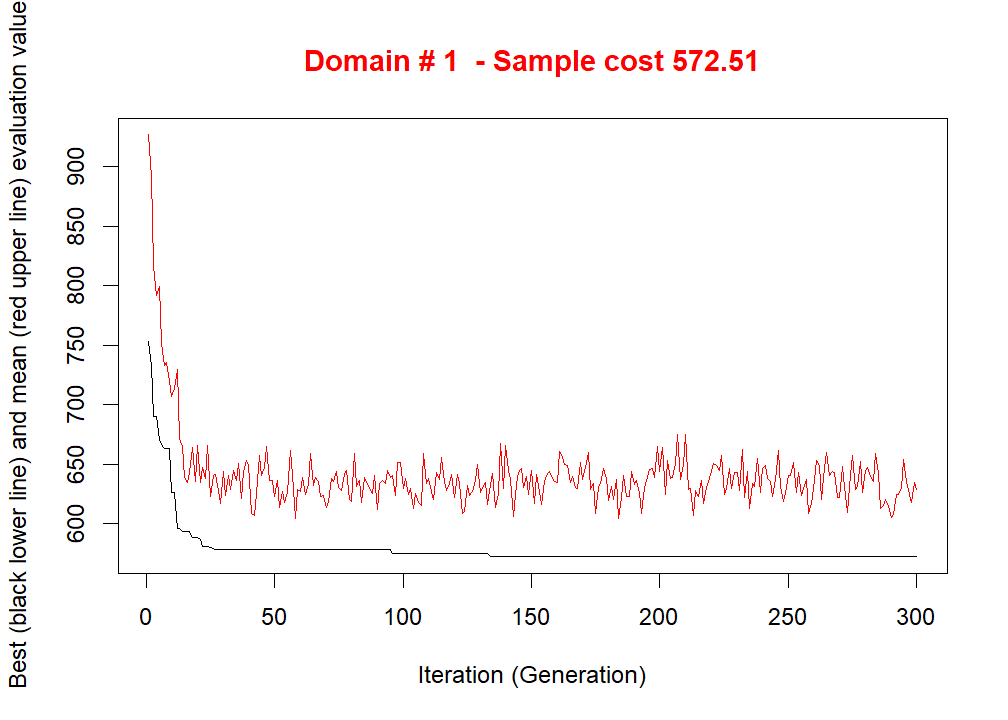 Domain # 1  - Sample cost 572.51
Best (black lower line) and mean (red upper line) evaluation value
900
850
800
750
700
650
600
0 50 100 150 200 250 300
Iteration (Generation)